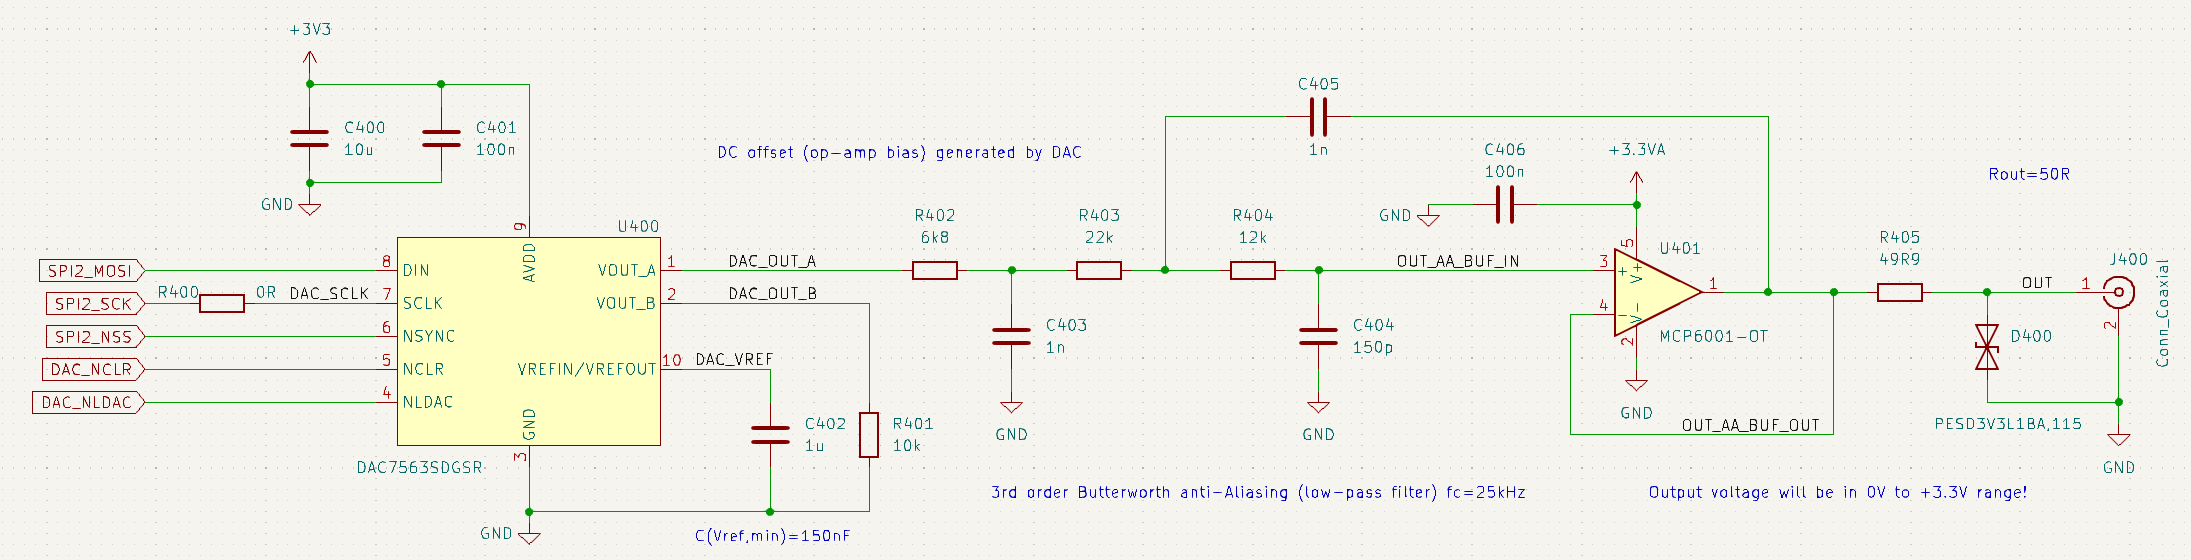 +3V3
C400
10u
C401
100n
GND
DC offset (op-amp bias) generated by DAC
C405
1n
C406
100n
+3.3VA
GND
Rout=50R
U400
9
AVDD
SPI2_MOSI
8
DIN
VOUT_A
1
DAC_OUT_A
SPI2_SCK
R400
0R
DAC_SCLK
7
SCLK
VOUT_B
2
DAC_OUT_B
SPI2_NSS
6
NSYNC
DAC_NCLR
5
NCLR
VREFIN/VREFOUT
10
DAC_VREF
DAC_NLDAC
4
NLDAC
GND
3
DAC7563SDGSR
GND
C402
1u
R401
10k
C(Vref,min)=150nF
R402
6k8
R403
22k
R404
12k
C403
1n
GND
C404
150p
GND
OUT_AA_BUF_IN
3
+
4
-
5
V+
V-
2
U401
1
MCP6001-OT
GND
OUT_AA_BUF_OUT
R405
49R9
OUT
1
J400
2
Conn_Coaxial
D400
PESD3V3L1BA,115
GND
3rd order Butterworth anti-Aliasing (low-pass filter) fc=25kHz
Output voltage will be in 0V to +3.3V range!